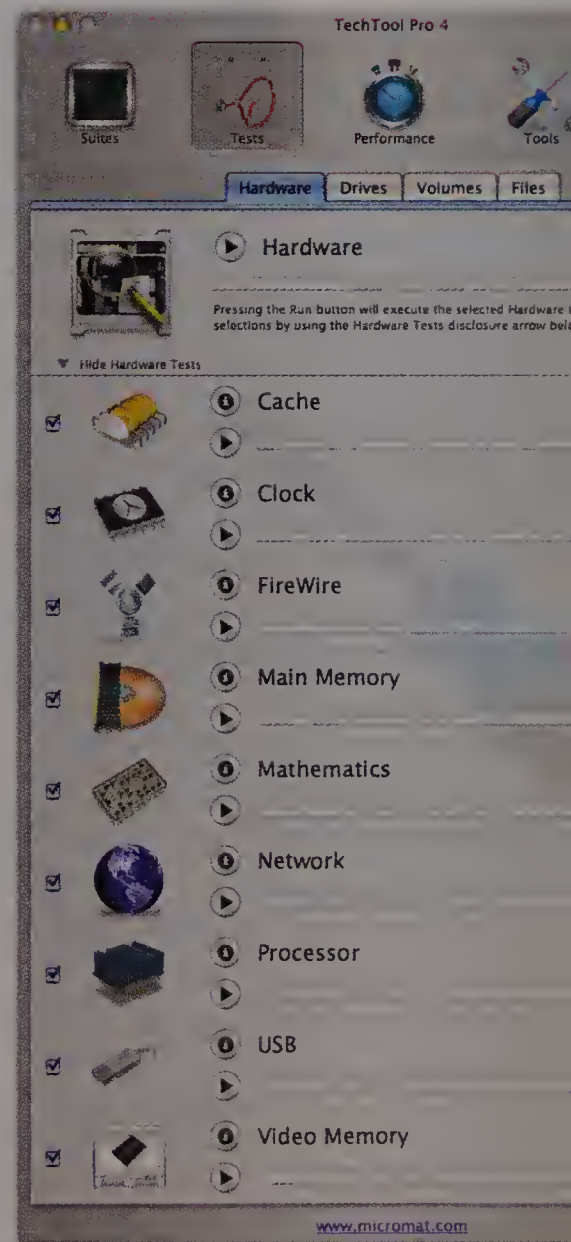 TechTool Pro 4
Suites Tests Performance Tools
Hardware Drives Volumes Files
Hardware
Pressing the Run button will execute the selected Hardware
selections by using the Hardware Tests disclosure arrow
Hide Hardware Tests
Cache
Clock
FireWire
Main Memory
Mathematics
Network
Processor
USB
Video Memory
www.micromat.com